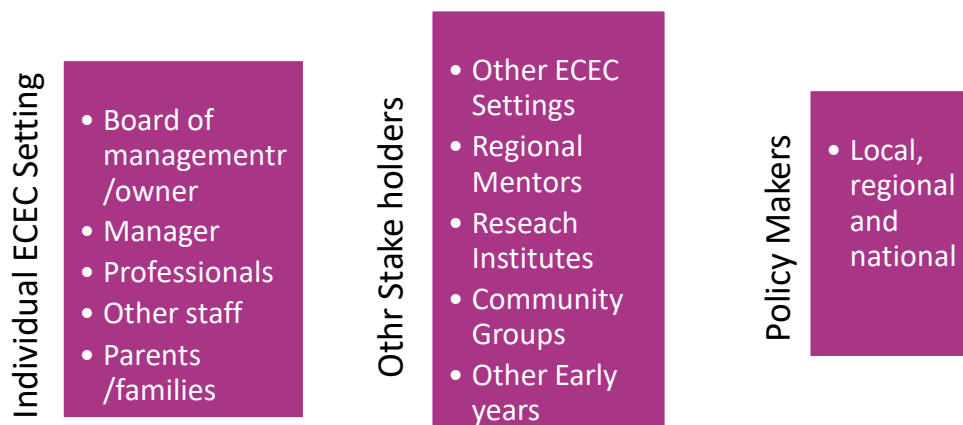 Individual ECEC Setting
• Board of
managementr
/owner
• Manager
• Professionals
• Other staff
• Parents
/families
Othr Stake holders
• Other ECEC
Settings
• Regional
Mentors
• Reseach
Institutes
• Community
Groups
• Other Early
years
Policy Makers
• Local,
regional
and
national